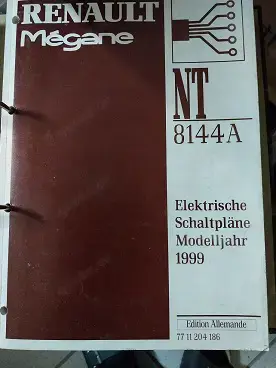 RENAULT
Mégane
NT
8144A
Elektrische
Schaltpläne
Modelljahr
1999
Edition Allemande
77 11 204 186